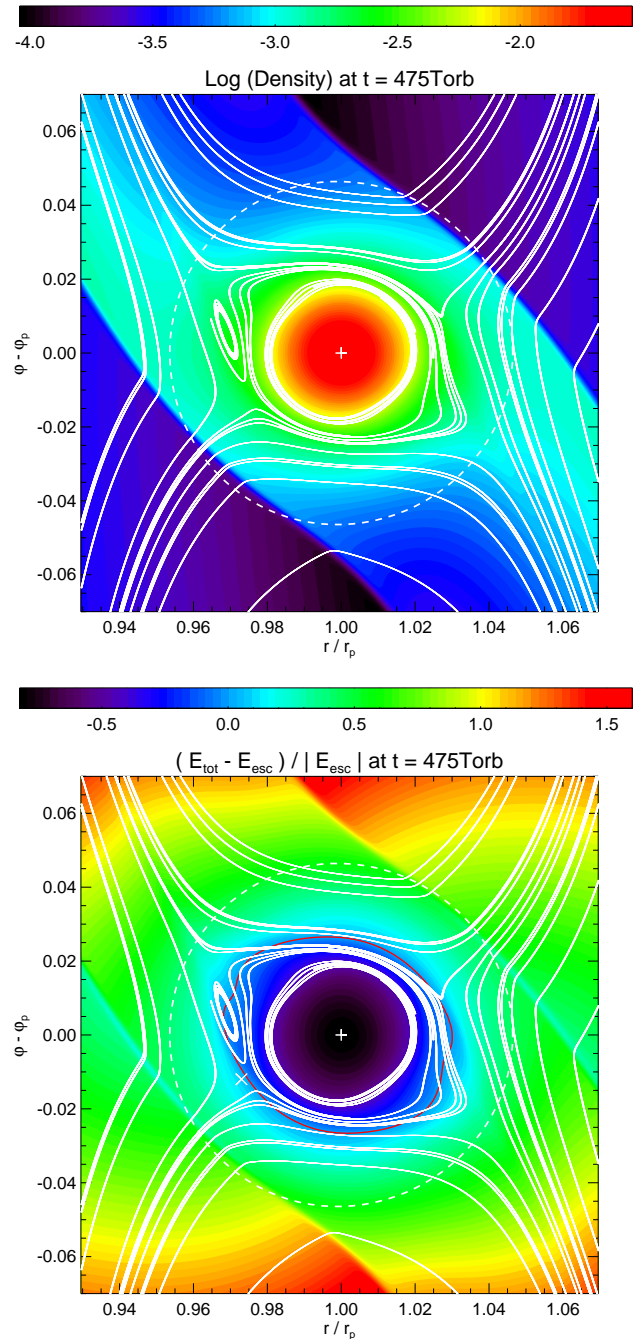 -4.0 -3.5 -3.0 -2.5 -2.0
Log (Density) at t = 475Torb
0.06
0.04
0.02
0.00
-0.02
-0.04
-0.06
φ - φp
0.94 0.96 0.98 1.00 1.02 1.04 1.06
r / rp
-0.5 0.0 0.5 1.0 1.5
( Etot - Eesc ) / | Eesc | at t = 475Torb
0.06
0.04
0.02
0.00
-0.02
-0.04
-0.06
φ - φp
0.94 0.96 0.98 1.00 1.02 1.04 1.06
r / rp